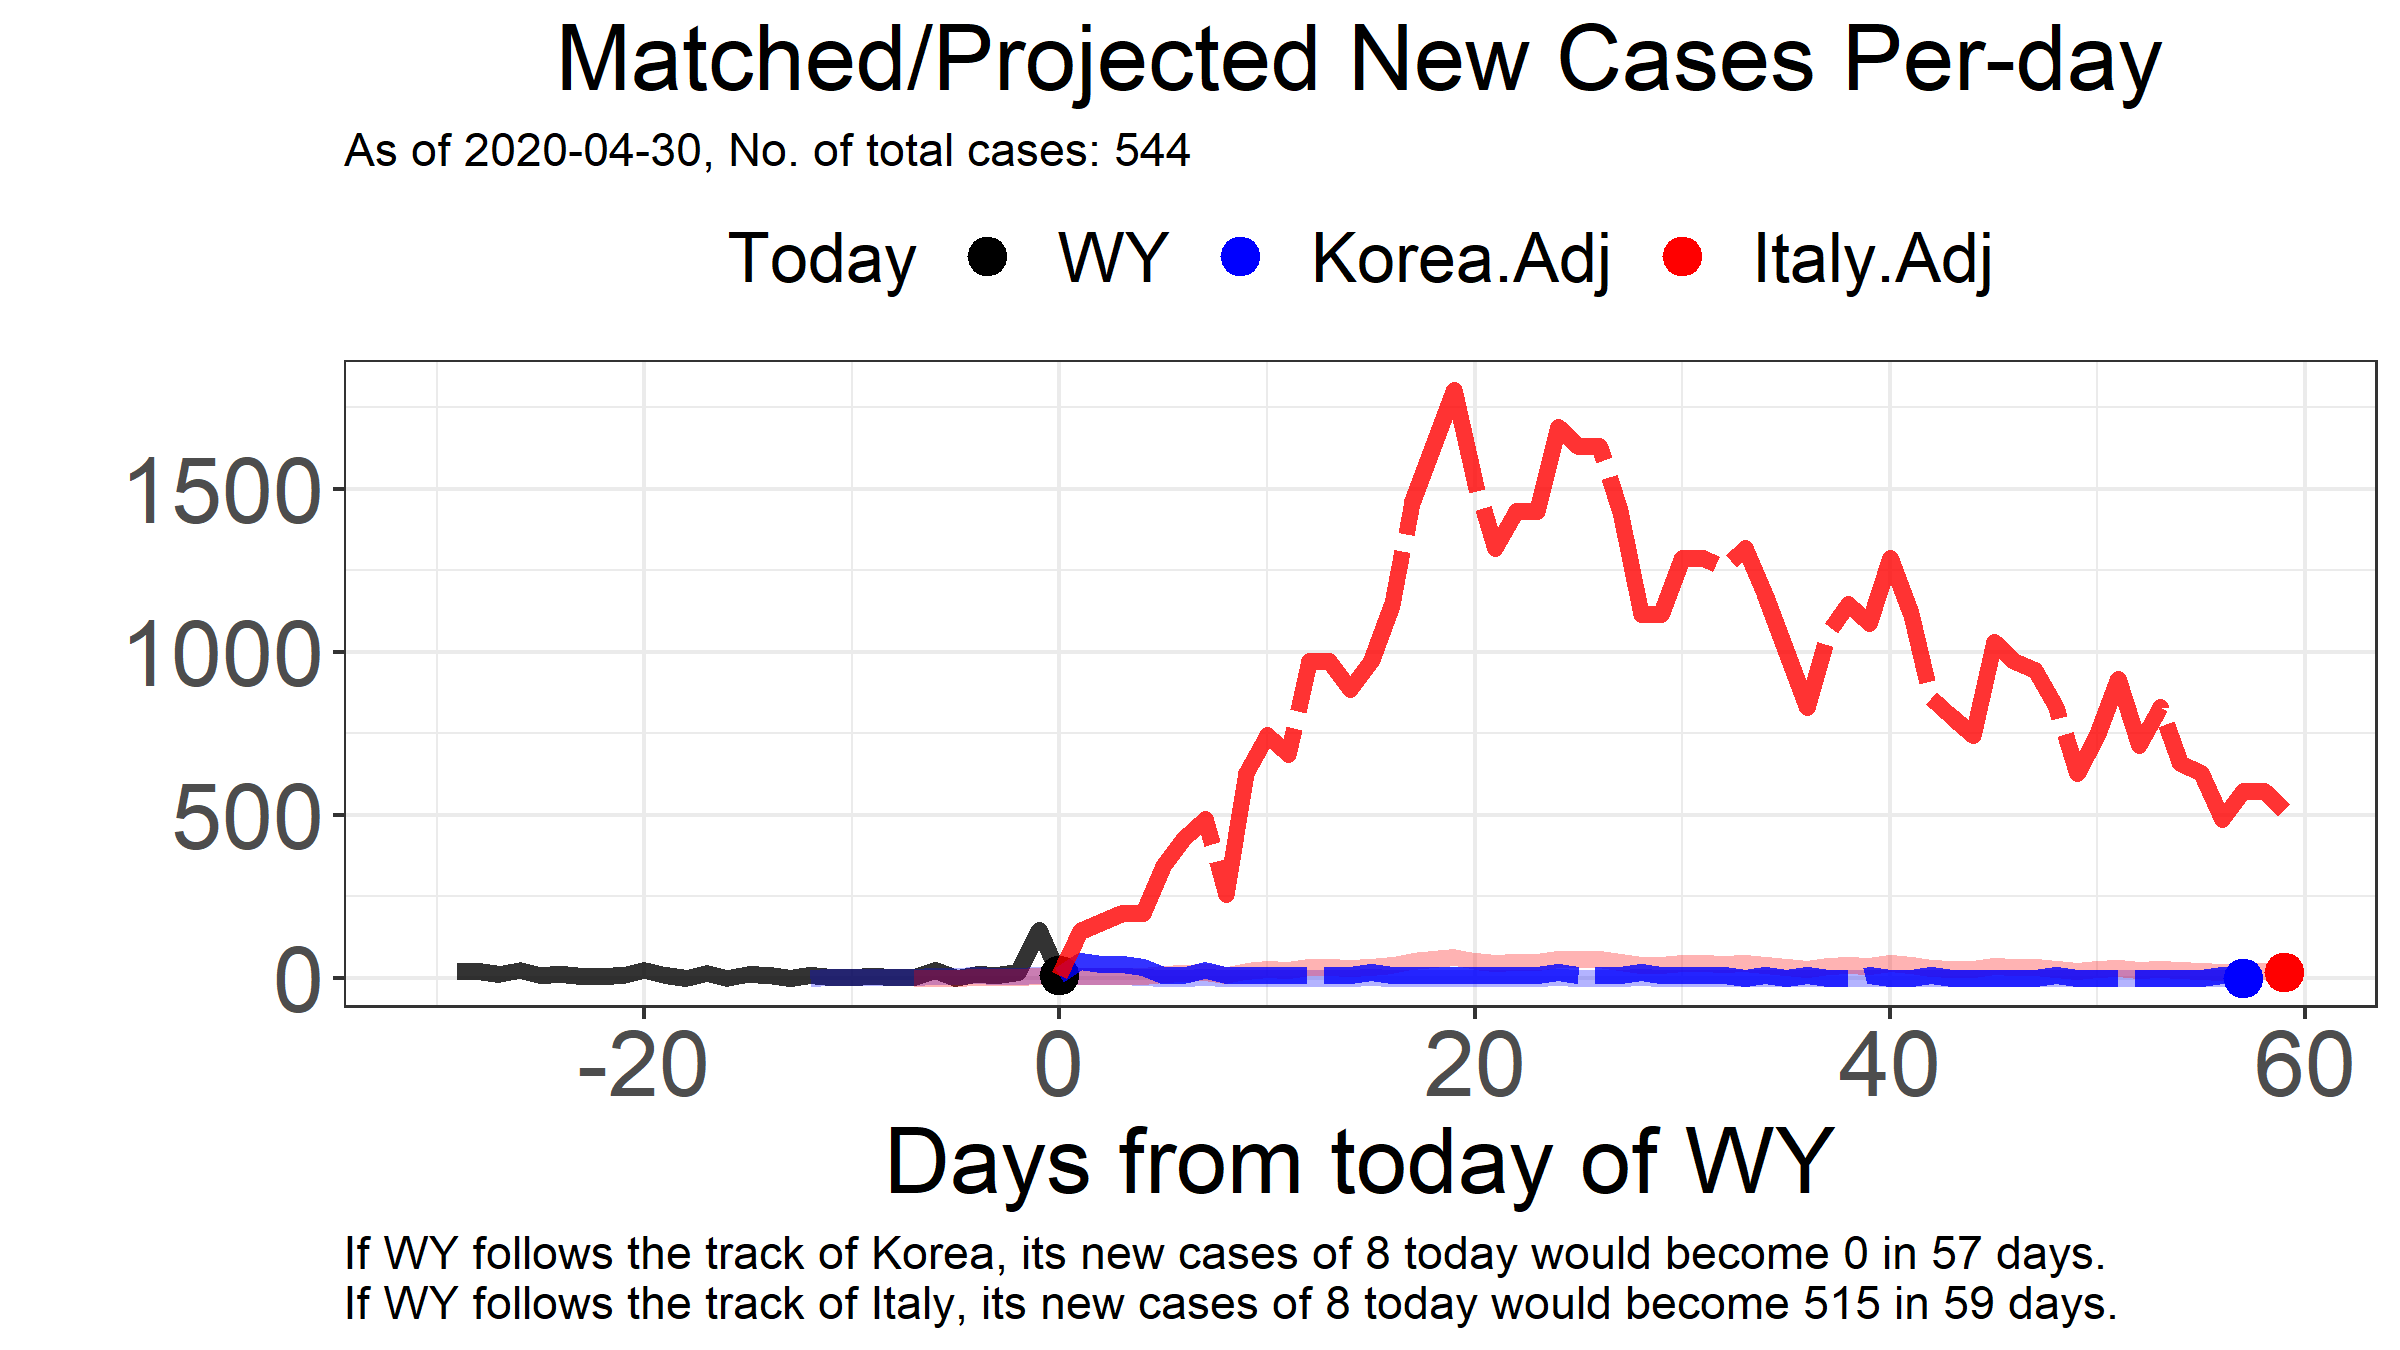 Matched/Projected New Cases Per-day
As of 2020-04-30, No. of total cases: 544
Today WY Korea.Adj Italy.Adj
1500
1000
500
0
-20 0 20 40 60
Days from today of WY
If WY follows the track of Korea, its new cases of 8 today would become 0 in 57 days.
If WY follows the track of Italy, its new cases of 8 today would become 515 in 59 days.